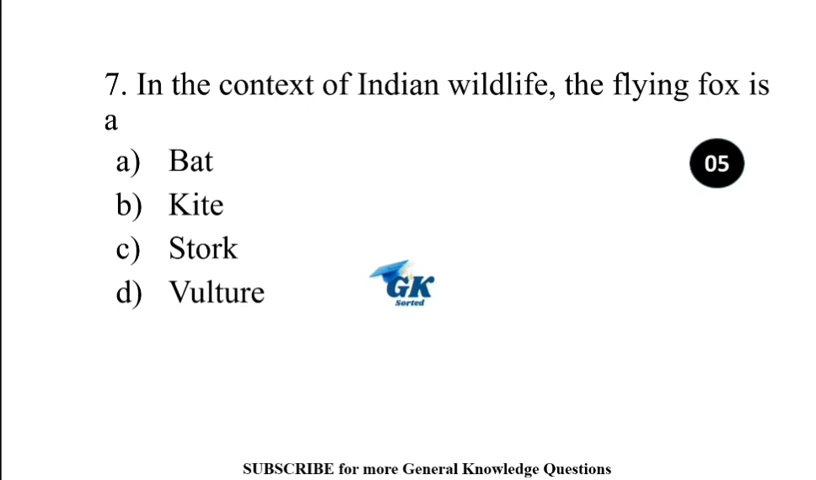 7. In the context of Indian wildlife, the flying fox is
a
a) Bat
05
b) Kite
c) Stork
d) Vulture
GK
Sorted
SUBSCRIBE for more General Knowledge Questions